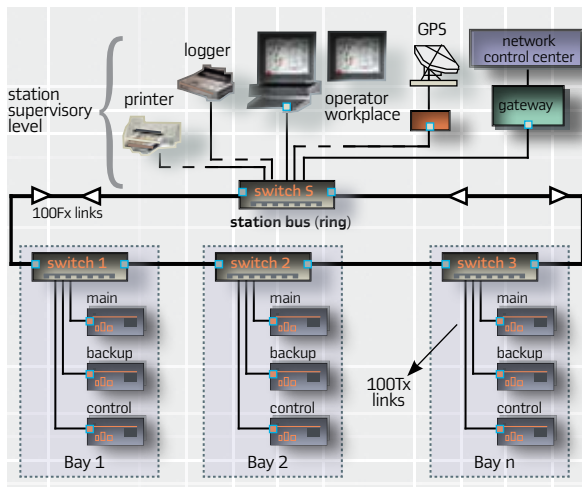 logger
GPS
network
control center
station
supervisory
level
printer
operator
workplace
gateway
switch S
100Fx links
station bus (ring)
switch 1
switch 2
switch 3
main
main
main
backup
backup
backup
100Tx
links
control
control
control
Bay 1
Bay 2
Bay n